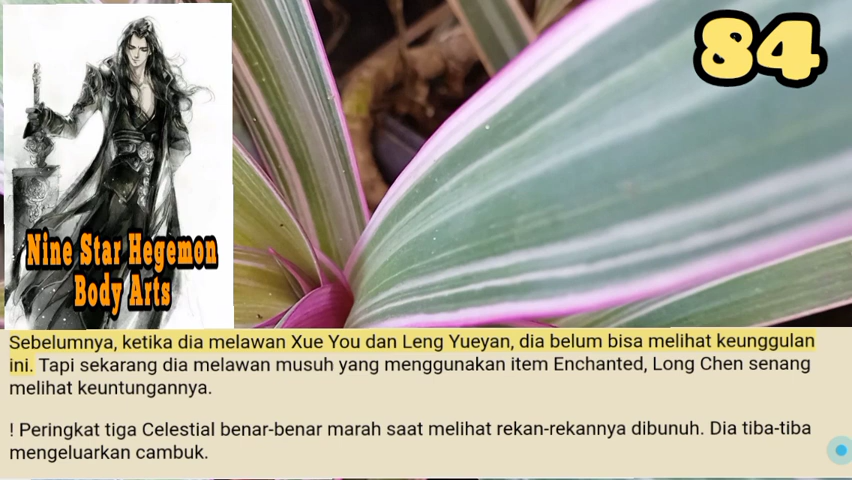 84
Nine Star Hegemon
Body Arts
Sebelumnya, ketika dia melawan Xue You dan Leng Yueyan, dia belum bisa melihat keunggulan
ini. Tapi sekarang dia melawan musuh yang menggunakan item Enchanted, Long Chen senang
melihat keuntungannya.
! Peringkat tiga Celestial benar-benar marah saat melihat rekan-rekannya dibunuh. Dia tiba-tiba
mengeluarkan cambuk.